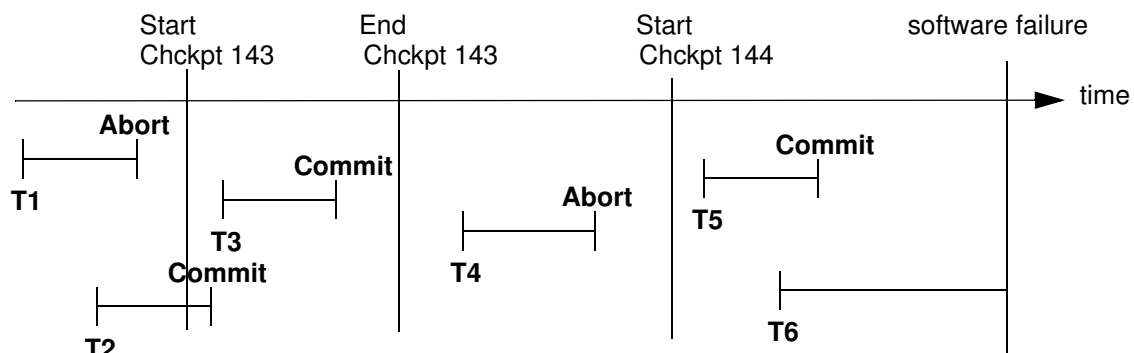 Start
Chckpt 143
End
Chckpt 143
Start
Chckpt 144
software failure
time
Abort
T1
Commit
T3
Abort
T4
Commit
T5
Commit
T2
T6